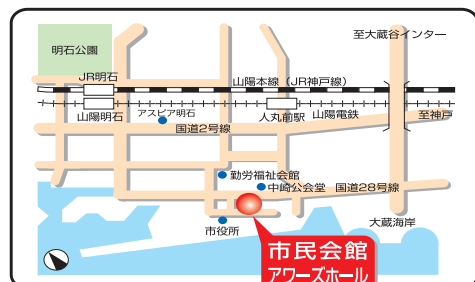 明石公園
至大蔵谷インター
JR明石
山陽本線(JR神戸線)
山陽明石
アスピア明石
人丸前駅
山陽電鉄
至神戸
国道2号線
勤労福祉会館
中崎公会堂
国道28号線
市役所
大蔵海岸
市民会館
アワーズホール